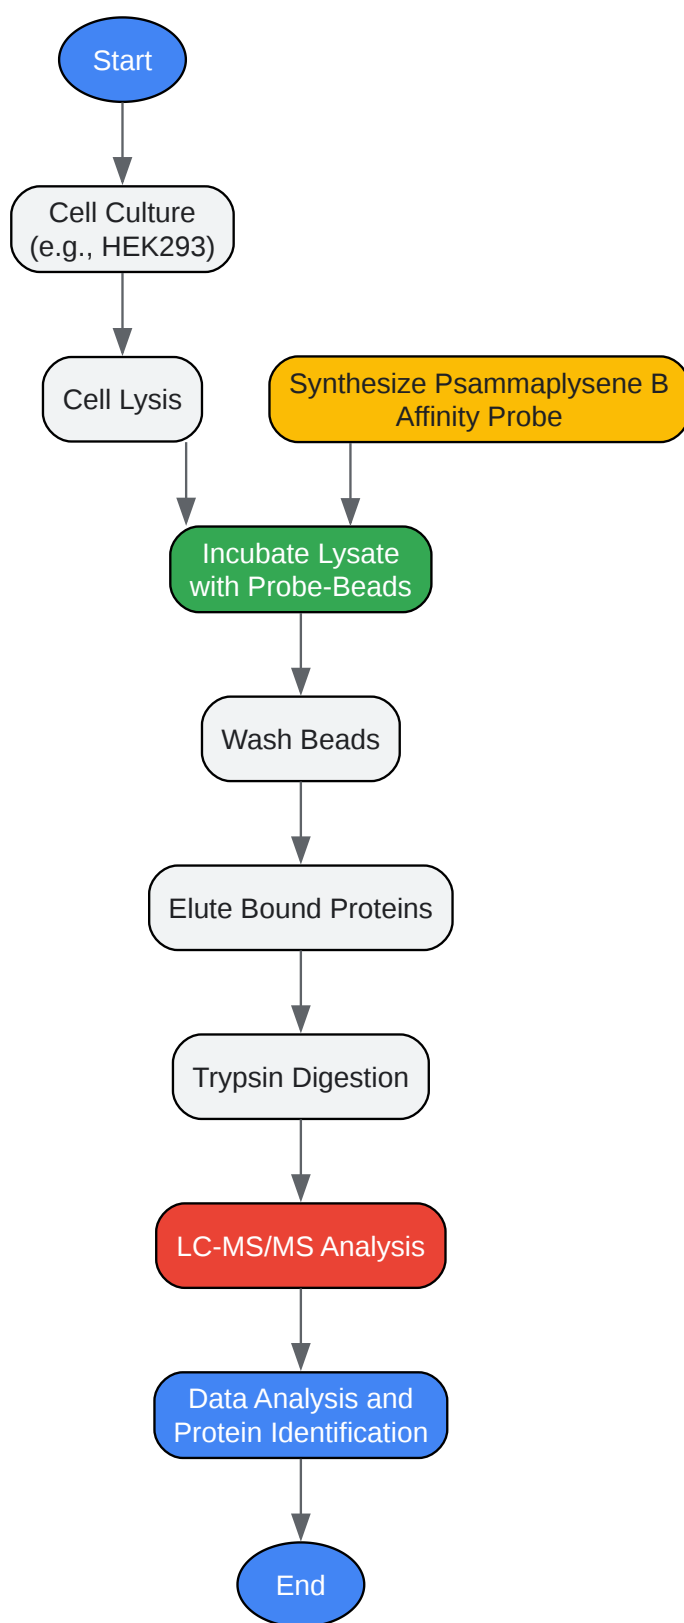 Start
Cell Culture
(e.g., HEK293)
Cell Lysis
Synthesize Psammaplysene B
Affinity Probe
Incubate Lysate
with Probe-Beads
Wash Beads
Elute Bound Proteins
Trypsin Digestion
LC-MS/MS Analysis
Data Analysis and
Protein Identification
End